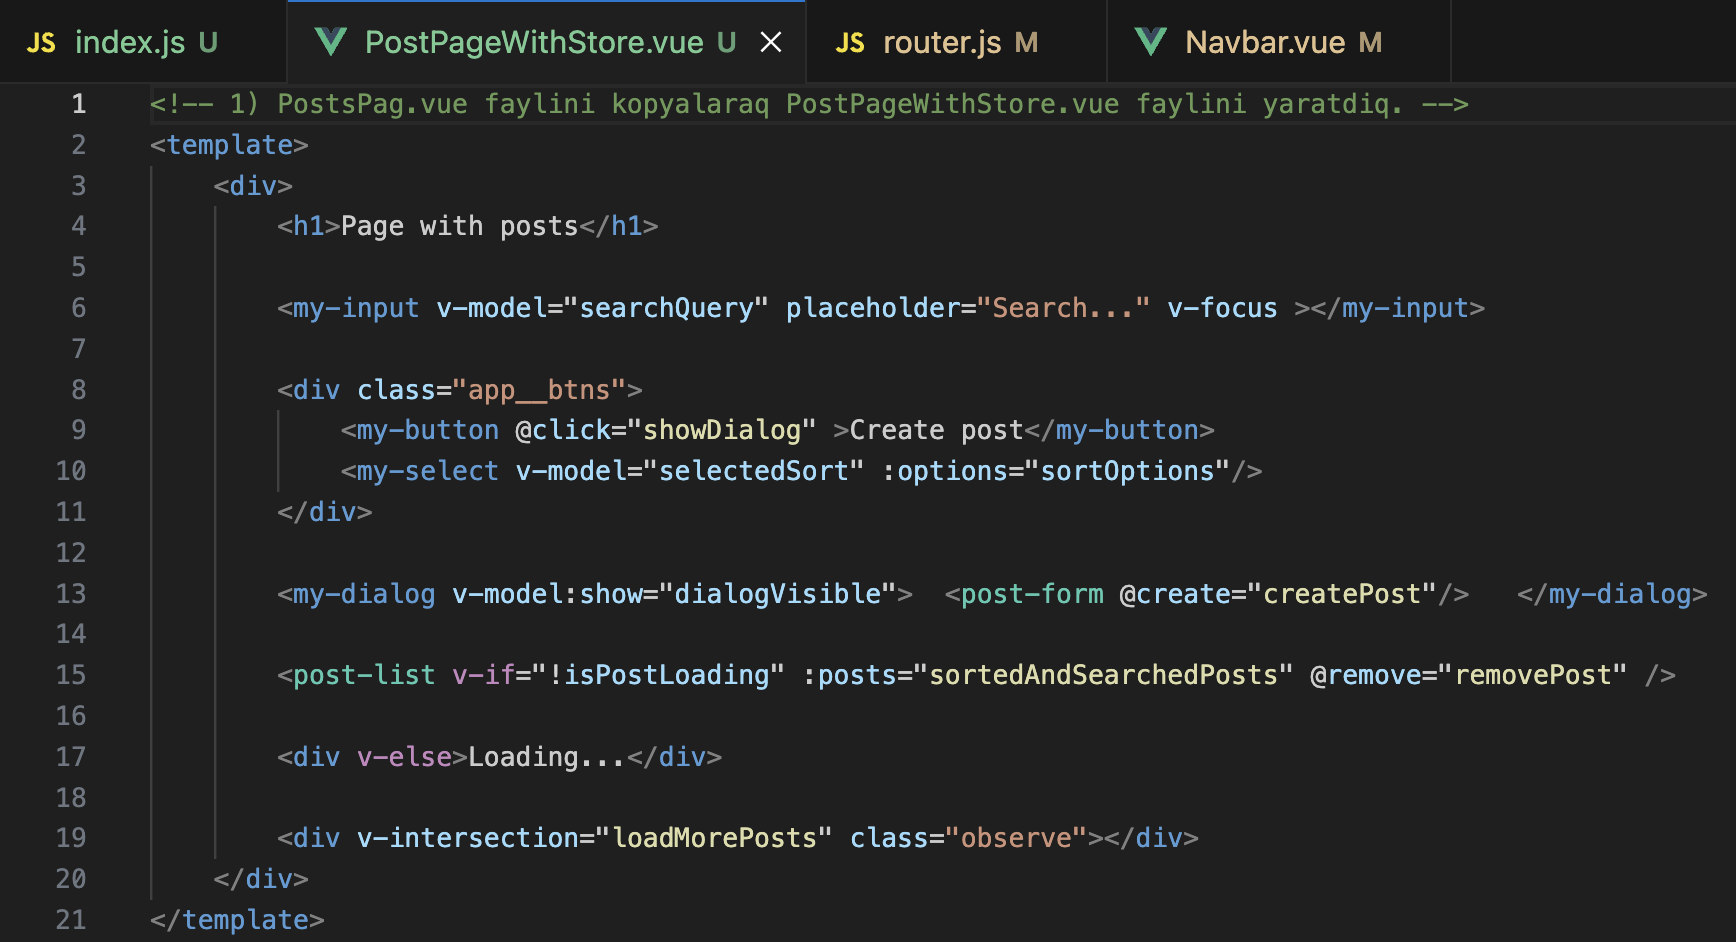 JS index.js U PostPageWithStore.vue U JS router.js M Navbar.vue M
1 <!-- 1) PostsPag.vue faylini kopyalaraq PostPageWithStore.vue faylini yaratdiq. -->
2 <template>
3 <div>
4 <h1>Page with posts</h1>
5
6 <my-input v-model="searchQuery" placeholder="Search..." v-focus ></my-input>
7
8 <div class="app__btns">
9 <my-button @click="showDialog" >Create post</my-button>
10 <my-select v-model="selectedSort" :options="sortOptions"/>
11 </div>
12
13 <my-dialog v-model:show="dialogVisible"> <post-form @create="createPost"/> </my-dialog>
14
15 <post-list v-if="!isPostLoading" :posts="sortedAndSearchedPosts" @remove="removePost" />
16
17 <div v-else>Loading...</div>
18
19 <div v-intersection="loadMorePosts" class="observe"></div>
20 </div>
21 </template>